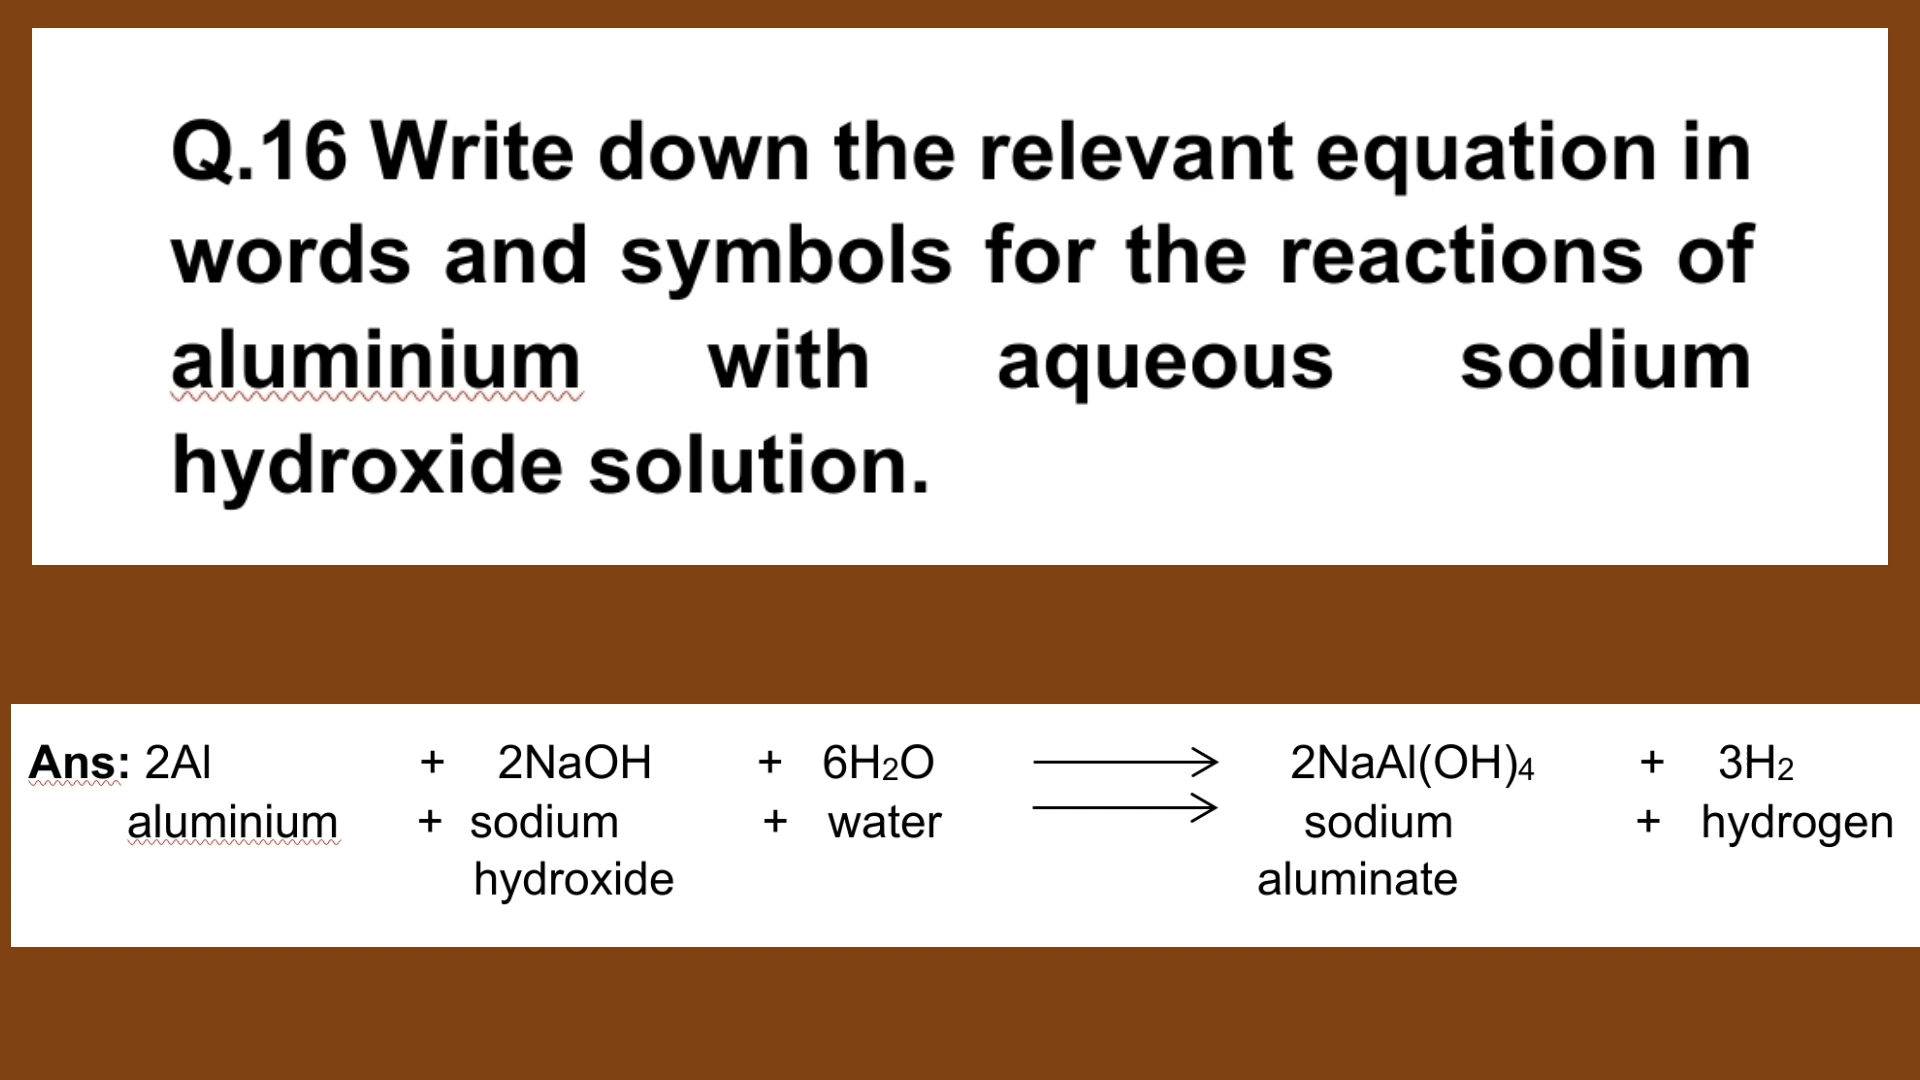 Q.16 Write down the relevant equation in
words and symbols for the reactions of
aluminium with aqueous sodium
hydroxide solution.
Ans: 2Al + 2NaOH + 6H2O → 2NaAl(OH)4 + 3H2
aluminium + sodium + water → sodium + hydrogen
hydroxide aluminate